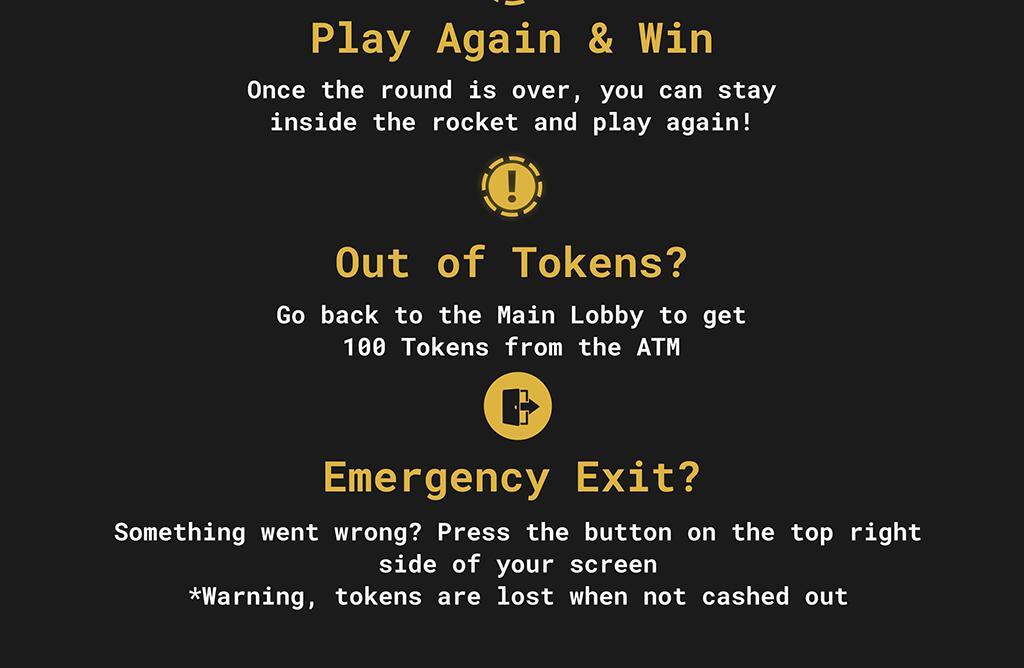 Play Again & Win
Once the round is over, you can stay
inside the rocket and play again!
!
Out of Tokens?
Go back to the Main Lobby to get
100 Tokens from the ATM
Emergency Exit?
Something went wrong? Press the button on the top right
side of your screen
*Warning, tokens are lost when not cashed out